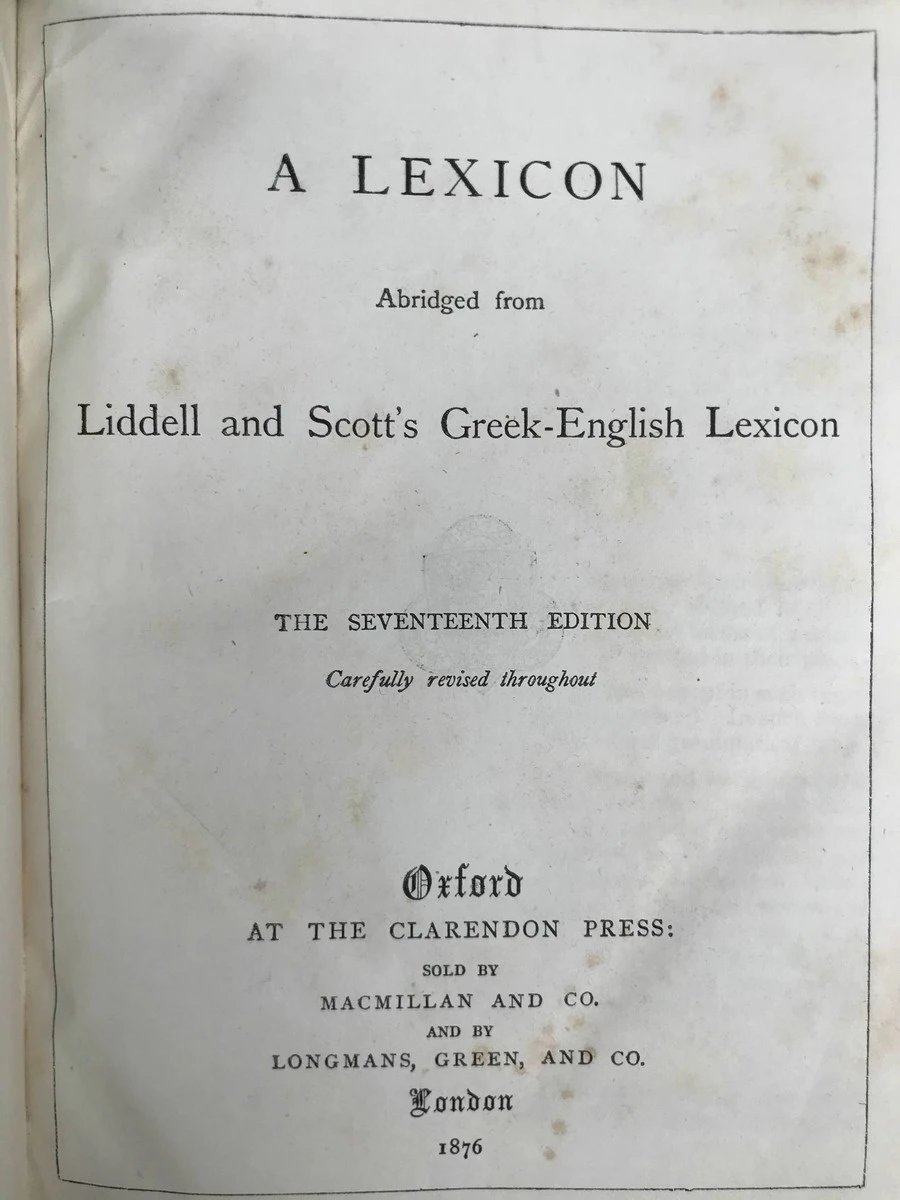 A LEXICON
Abridged from
Liddell and Scott's Greek-English Lexicon
THE SEVENTEENTH EDITION
Carefully revised throughout
Oxford
AT THE CLARENDON PRESS:
SOLD BY
MACMILLAN AND CO.
AND BY
LONGMANS, GREEN, AND CO.
London
1876